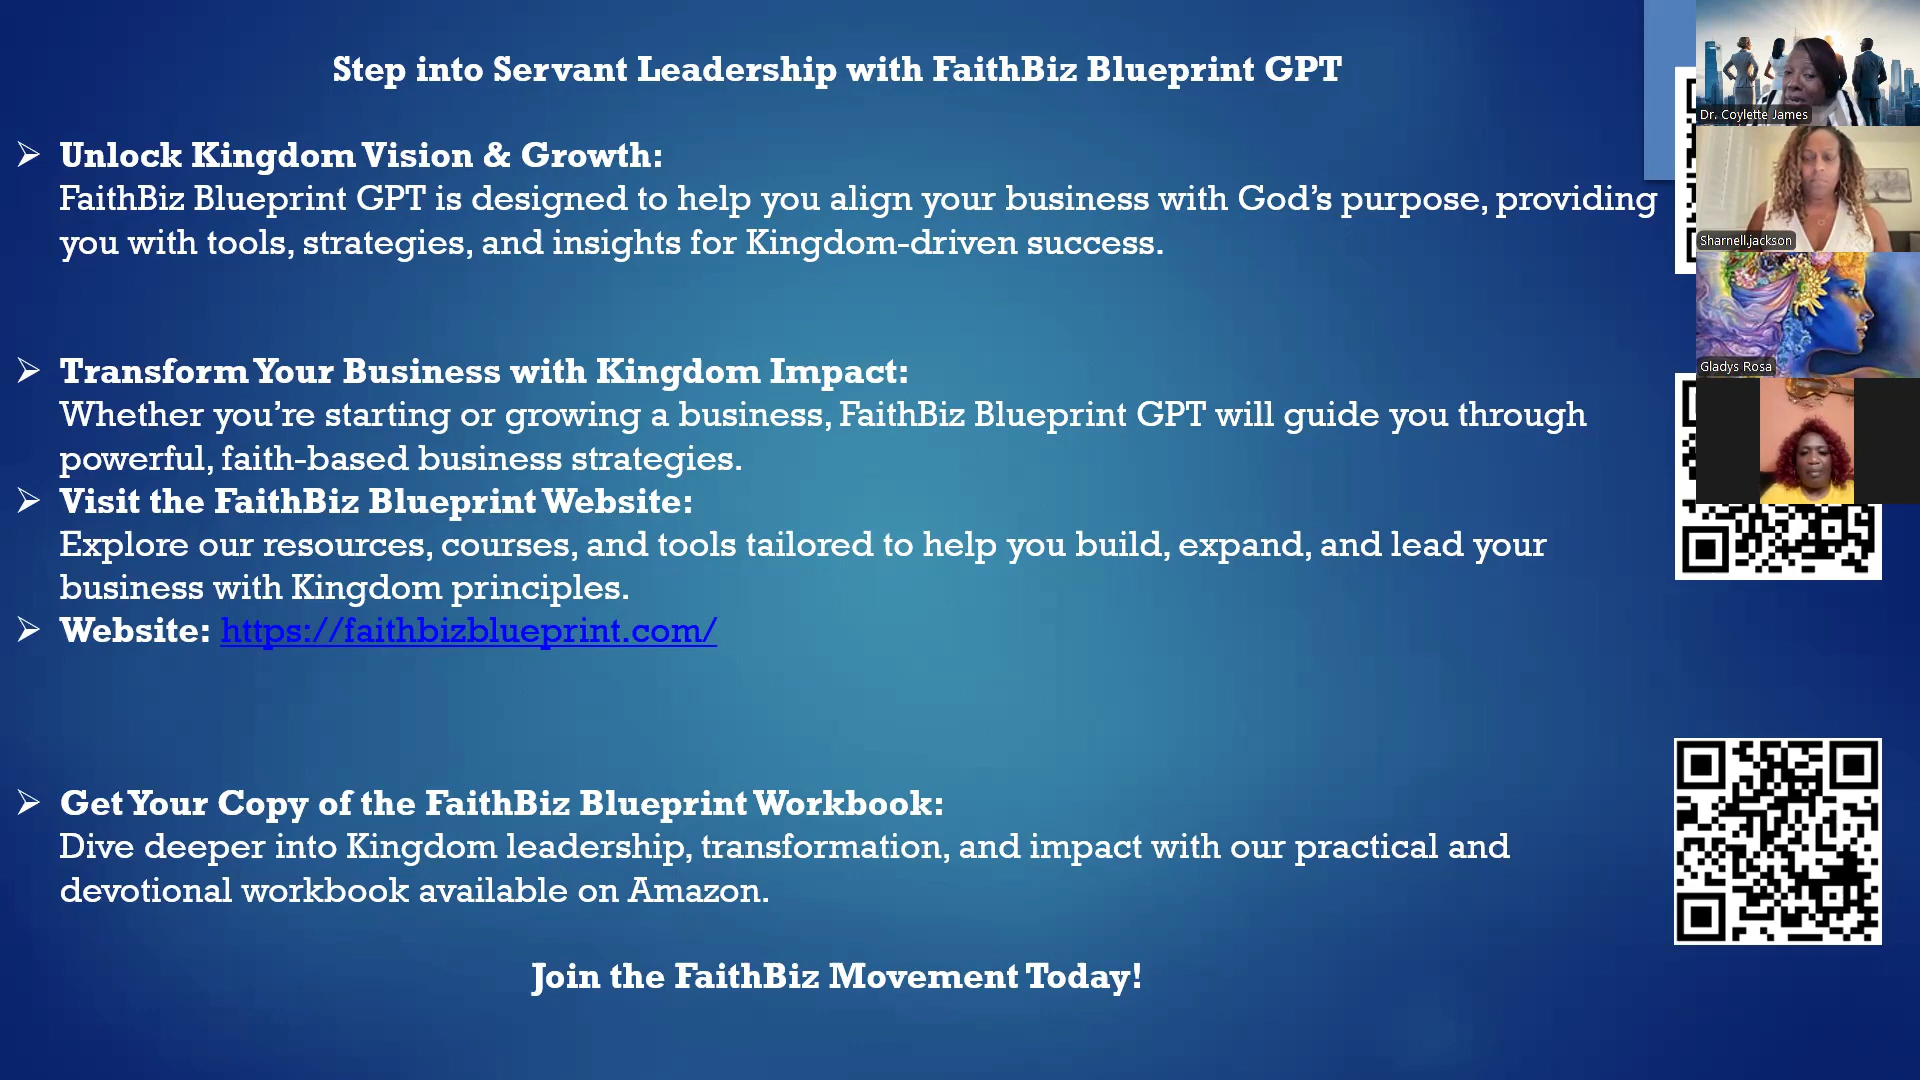 Step into Servant Leadership with FaithBiz Blueprint GPT
Unlock Kingdom Vision & Growth:
FaithBiz Blueprint GPT is designed to help you align your business with God’s purpose, providing
you with tools, strategies, and insights for Kingdom-driven success.
Transform Your Business with Kingdom Impact:
Whether you’re starting or growing a business, FaithBiz Blueprint GPT will guide you through
powerful, faith-based business strategies.
Visit the FaithBiz Blueprint Website:
Explore our resources, courses, and tools tailored to help you build, expand, and lead your
business with Kingdom principles.
Website: https://faithbizblueprint.com/
Get Your Copy of the FaithBiz Blueprint Workbook:
Dive deeper into Kingdom leadership, transformation, and impact with our practical and
devotional workbook available on Amazon.
Join the FaithBiz Movement Today!
Dr. Coylette James
Sharnell.jackson
Gladys Rosa